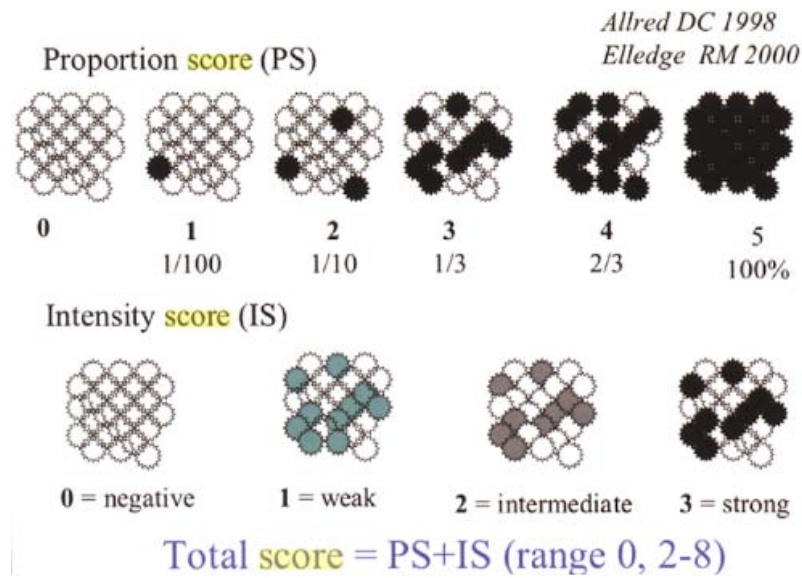 Allred DC 1998
Elledge RM 2000
Proportion score (PS)
0 1 2 3 4 5
1/100 1/10 1/3 2/3 100%
Intensity score (IS)
0 = negative 1 = weak 2 = intermediate 3 = strong
Total score = PS+IS (range 0, 2-8)